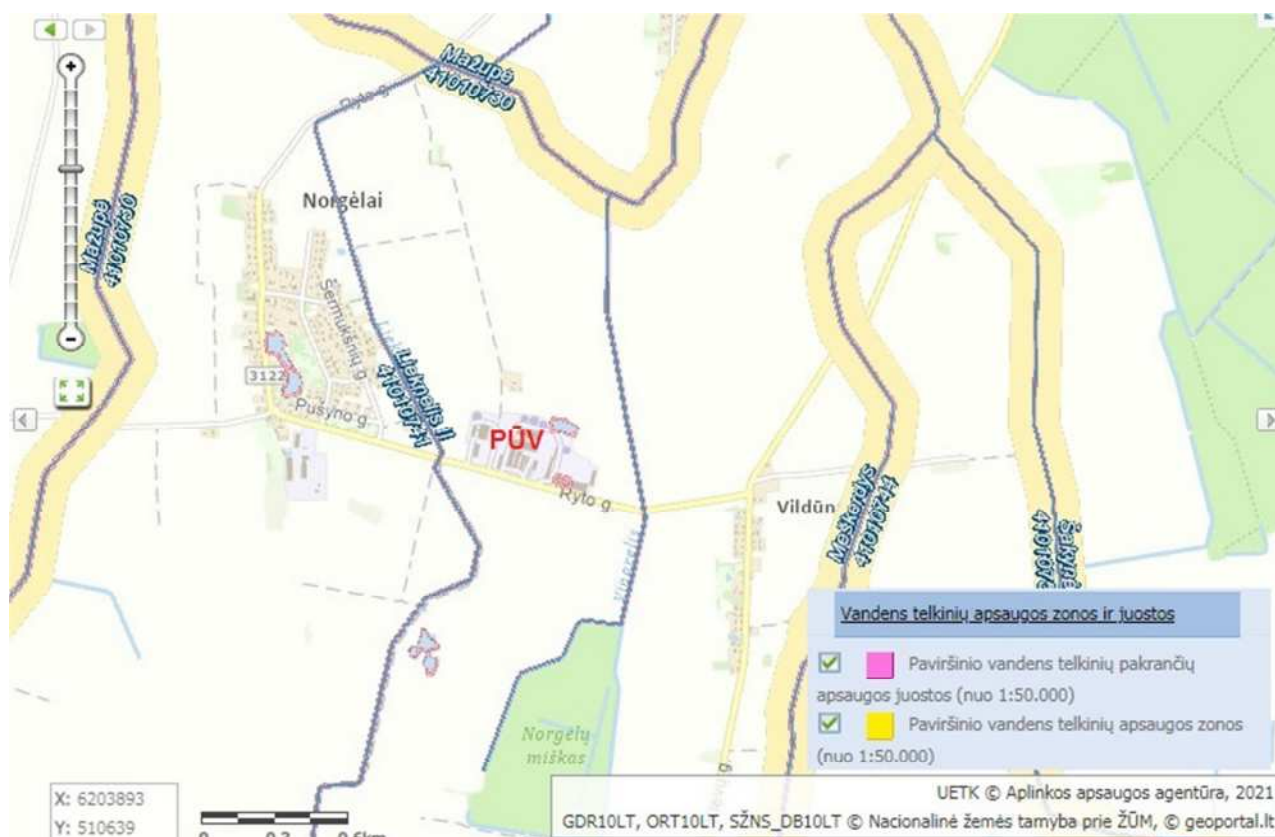 Mažupė
41010730
Ryto g.
Mažupė
41010730
Norgėlai
Šermukšnių g.
Lieknelis II
41010741
3122
Pušyno g.
PŪV
Ryto g.
Vildūn
Meškerdys
41010744
Norgėlų
miškas
Vandens telkinių apsaugos zonos ir juostos
Paviršinio vandens telkinių pakrančių
apsaugos juostos (nuo 1:50.000)
Paviršinio vandens telkinių apsaugos zonos
(nuo 1:50.000)
X: 6203893
Y: 510639
UETK © Aplinkos apsaugos agentūra, 2021
GDR10LT, ORT10LT, SŽNS_DB10LT © Nacionalinė žemės tarnyba prie ŽŪM, © geoportal.lt